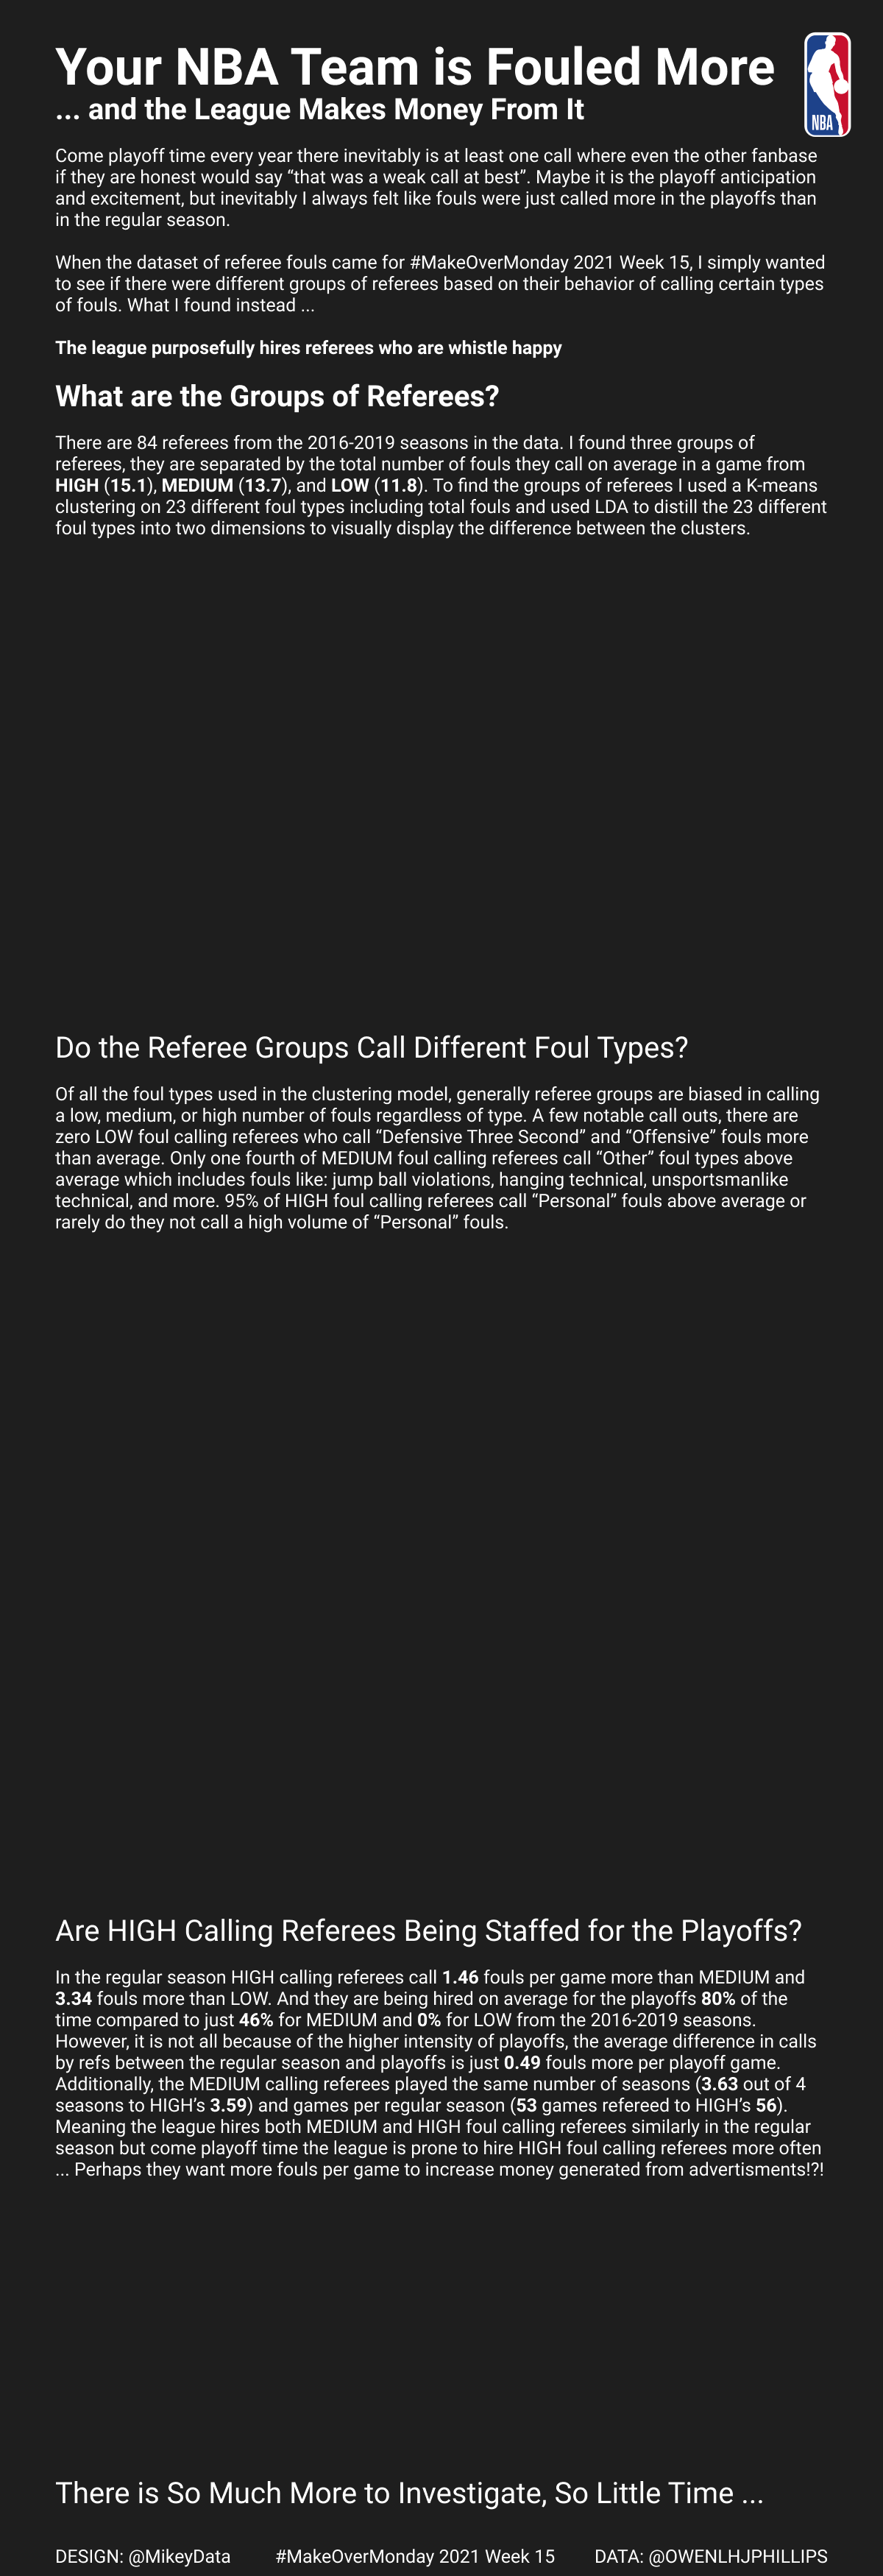 Your NBA Team is Fouled More
... and the League Makes Money From It
NBA
Come playoff time every year there inevitably is at least one call where even the other fanbase
if they are honest would say “that was a weak call at best”. Maybe it is the playoff anticipation
and excitement, but inevitably I always felt like fouls were just called more in the playoffs than
in the regular season.
When the dataset of referee fouls came for #MakeOverMonday 2021 Week 15, I simply wanted
to see if there were different groups of referees based on their behavior of calling certain types
of fouls. What I found instead ...
The league purposefully hires referees who are whistle happy
What are the Groups of Referees?
There are 84 referees from the 2016-2019 seasons in the data. I found three groups of
referees, they are separated by the total number of fouls they call on average in a game from
HIGH (15.1), MEDIUM (13.7), and LOW (11.8). To find the groups of referees I used a K-means
clustering on 23 different foul types including total fouls and used LDA to distill the 23 different
foul types into two dimensions to visually display the difference between the clusters.
Do the Referee Groups Call Different Foul Types?
Of all the foul types used in the clustering model, generally referee groups are biased in calling
a low, medium, or high number of fouls regardless of type. A few notable call outs, there are
zero LOW foul calling referees who call “Defensive Three Second” and “Offensive” fouls more
than average. Only one fourth of MEDIUM foul calling referees call “Other” foul types above
average which includes fouls like: jump ball violations, hanging technical, unsportsmanlike
technical, and more. 95% of HIGH foul calling referees call “Personal” fouls above average or
rarely do they not call a high volume of “Personal” fouls.
Are HIGH Calling Referees Being Staffed for the Playoffs?
In the regular season HIGH calling referees call 1.46 fouls per game more than MEDIUM and
3.34 fouls more than LOW. And they are being hired on average for the playoffs 80% of the
time compared to just 46% for MEDIUM and 0% for LOW from the 2016-2019 seasons.
However, it is not all because of the higher intensity of playoffs, the average difference in calls
by refs between the regular season and playoffs is just 0.49 fouls more per playoff game.
Additionally, the MEDIUM calling referees played the same number of seasons (3.63 out of 4
seasons to HIGH’s 3.59) and games per regular season (53 games refereed to HIGH’s 56).
Meaning the league hires both MEDIUM and HIGH foul calling referees similarly in the regular
season but come playoff time the league is prone to hire HIGH foul calling referees more often
... Perhaps they want more fouls per game to increase money generated from advertisments!?!
There is So Much More to Investigate, So Little Time ...
DESIGN: @MikeyData #MakeOverMonday 2021 Week 15 DATA: @OWENLHJPHILLIPS